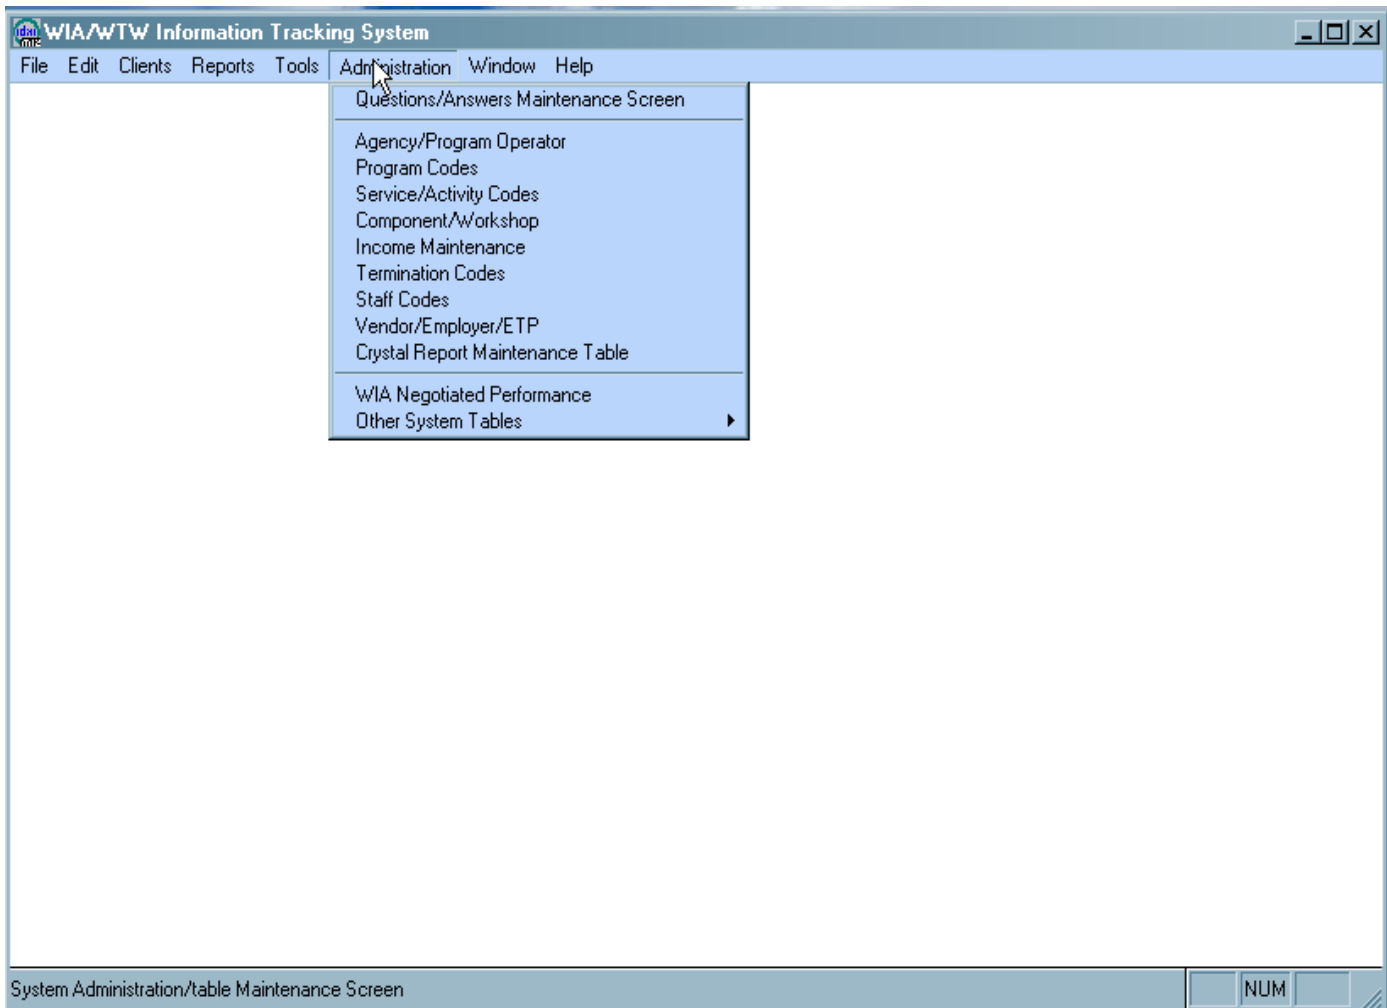 WIA/WTW Information Tracking System
File Edit Clients Reports Tools Administration Window Help
Questions/Answers Maintenance Screen
Agency/Program Operator
Program Codes
Service/Activity Codes
Component/Workshop
Income Maintenance
Termination Codes
Staff Codes
Vendor/Employer/ETP
Crystal Report Maintenance Table
WIA Negotiated Performance
Other System Tables
System Administration/table Maintenance Screen NUM